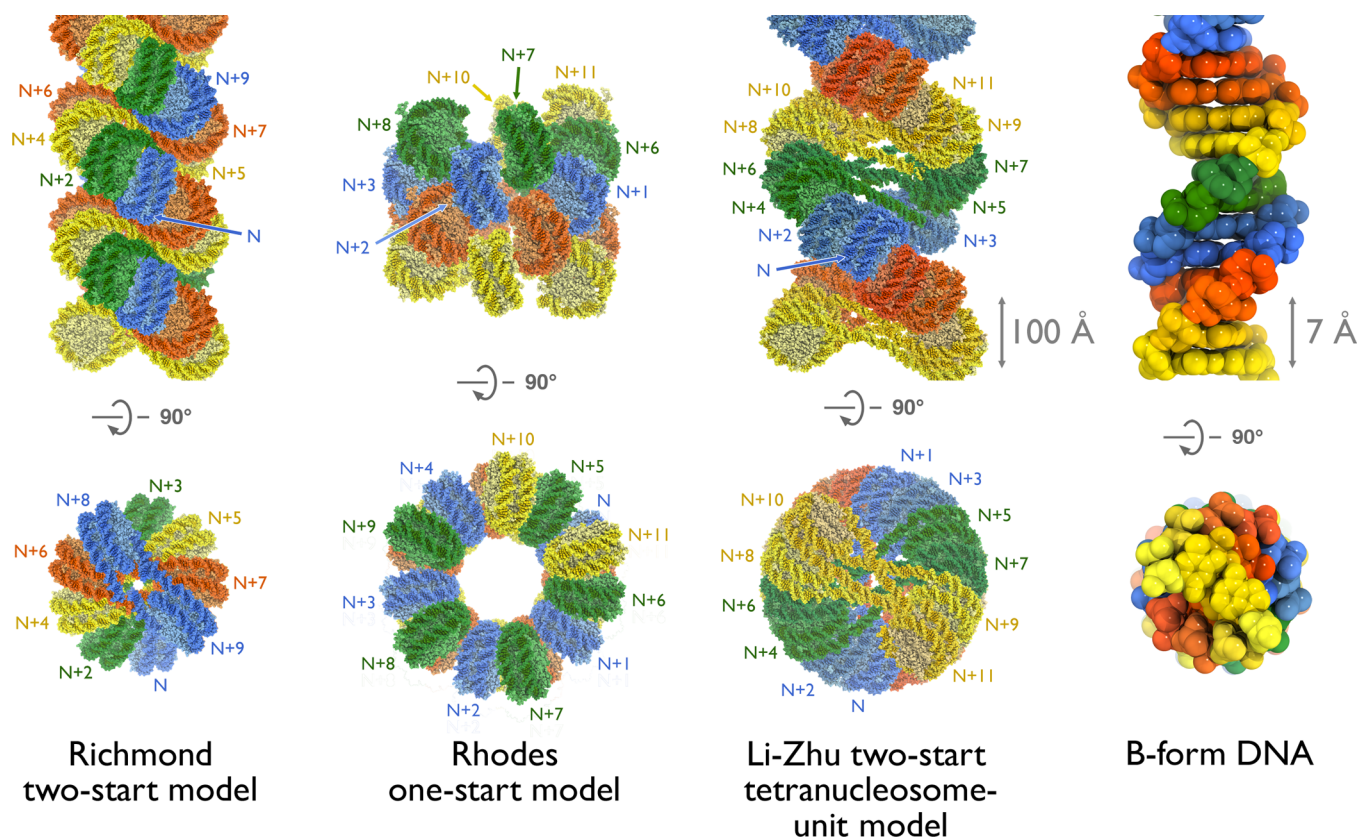 N+9
N+6
N+7
N+4
N+5
N+2
N
N+7
N+10
N+11
N+8
N+6
N+3
N+1
N+2
N+10
N+11
N+8
N+9
N+6
N+7
N+4
N+5
N+2
N+3
N
100 Å
7 Å
90°
90°
90°
90°
N+3
N+8
N+5
N+6
N+7
N+4
N+9
N+2
N
N+10
N+4
N+5
N
N+9
N+11
N+3
N+6
N+8
N+1
N+2
N+7
N+1
N+3
N+10
N+5
N+8
N+7
N+6
N+9
N+4
N+2
N+11
N
Richmond
two-start model
Rhodes
one-start model
Li-Zhu two-start
tetranucleosome-
unit model
B-form DNA